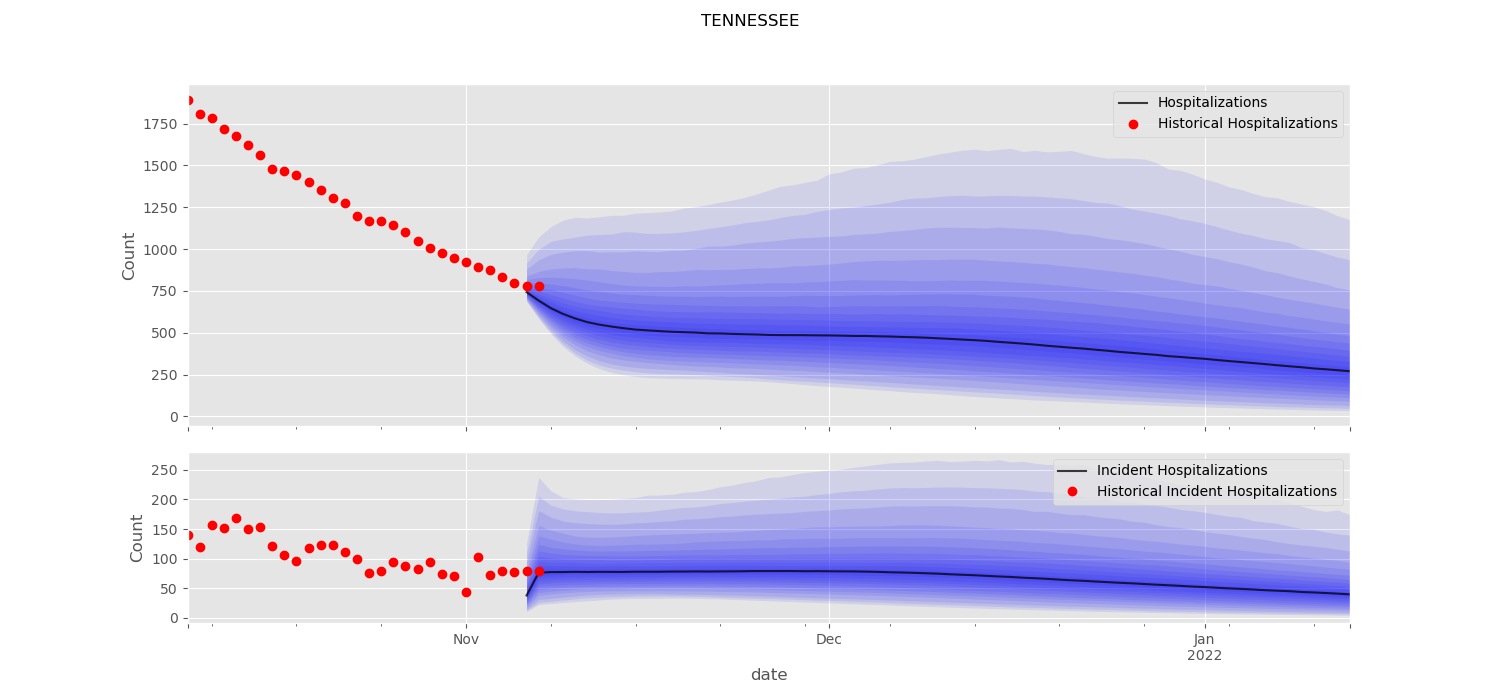 TENNESSEE
Count
1750
1500
1250
1000
750
500
250
0
Hospitalizations
Historical Hospitalizations
Count
250
200
150
100
50
0
Incident Hospitalizations
Historical Incident Hospitalizations
Nov
Dec
Jan
2022
date